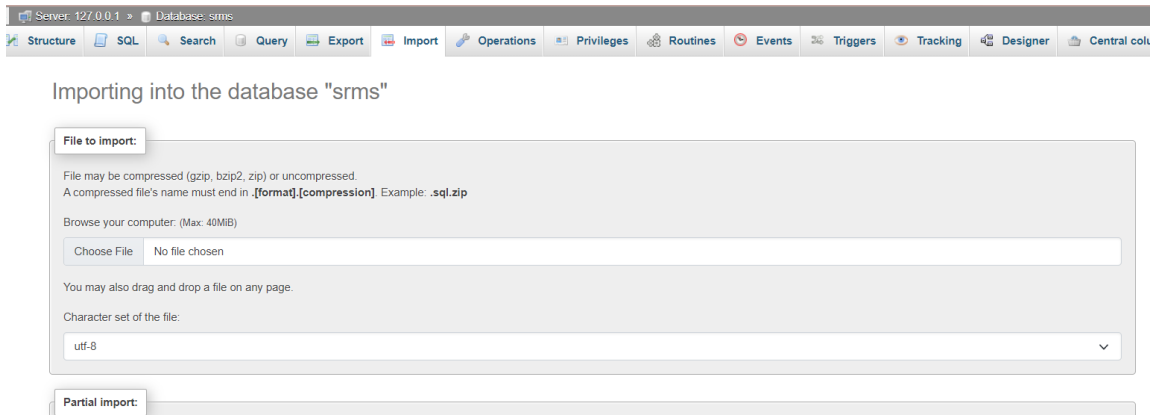 Server: 127.0.0.1 » Database: srms
Structure SQL Search Query Export Import Operations Privileges Routines Events Triggers Tracking Designer Central
Importing into the database "srms"
File to import:
File may be compressed (gzip, bzip2, zip) or uncompressed.
A compressed file's name must end in .[format].[compression]. Example: .sql.zip
Browse your computer: (Max: 40MiB)
Choose File No file chosen
You may also drag and drop a file on any page.
Character set of the file:
utf-8
Partial import: